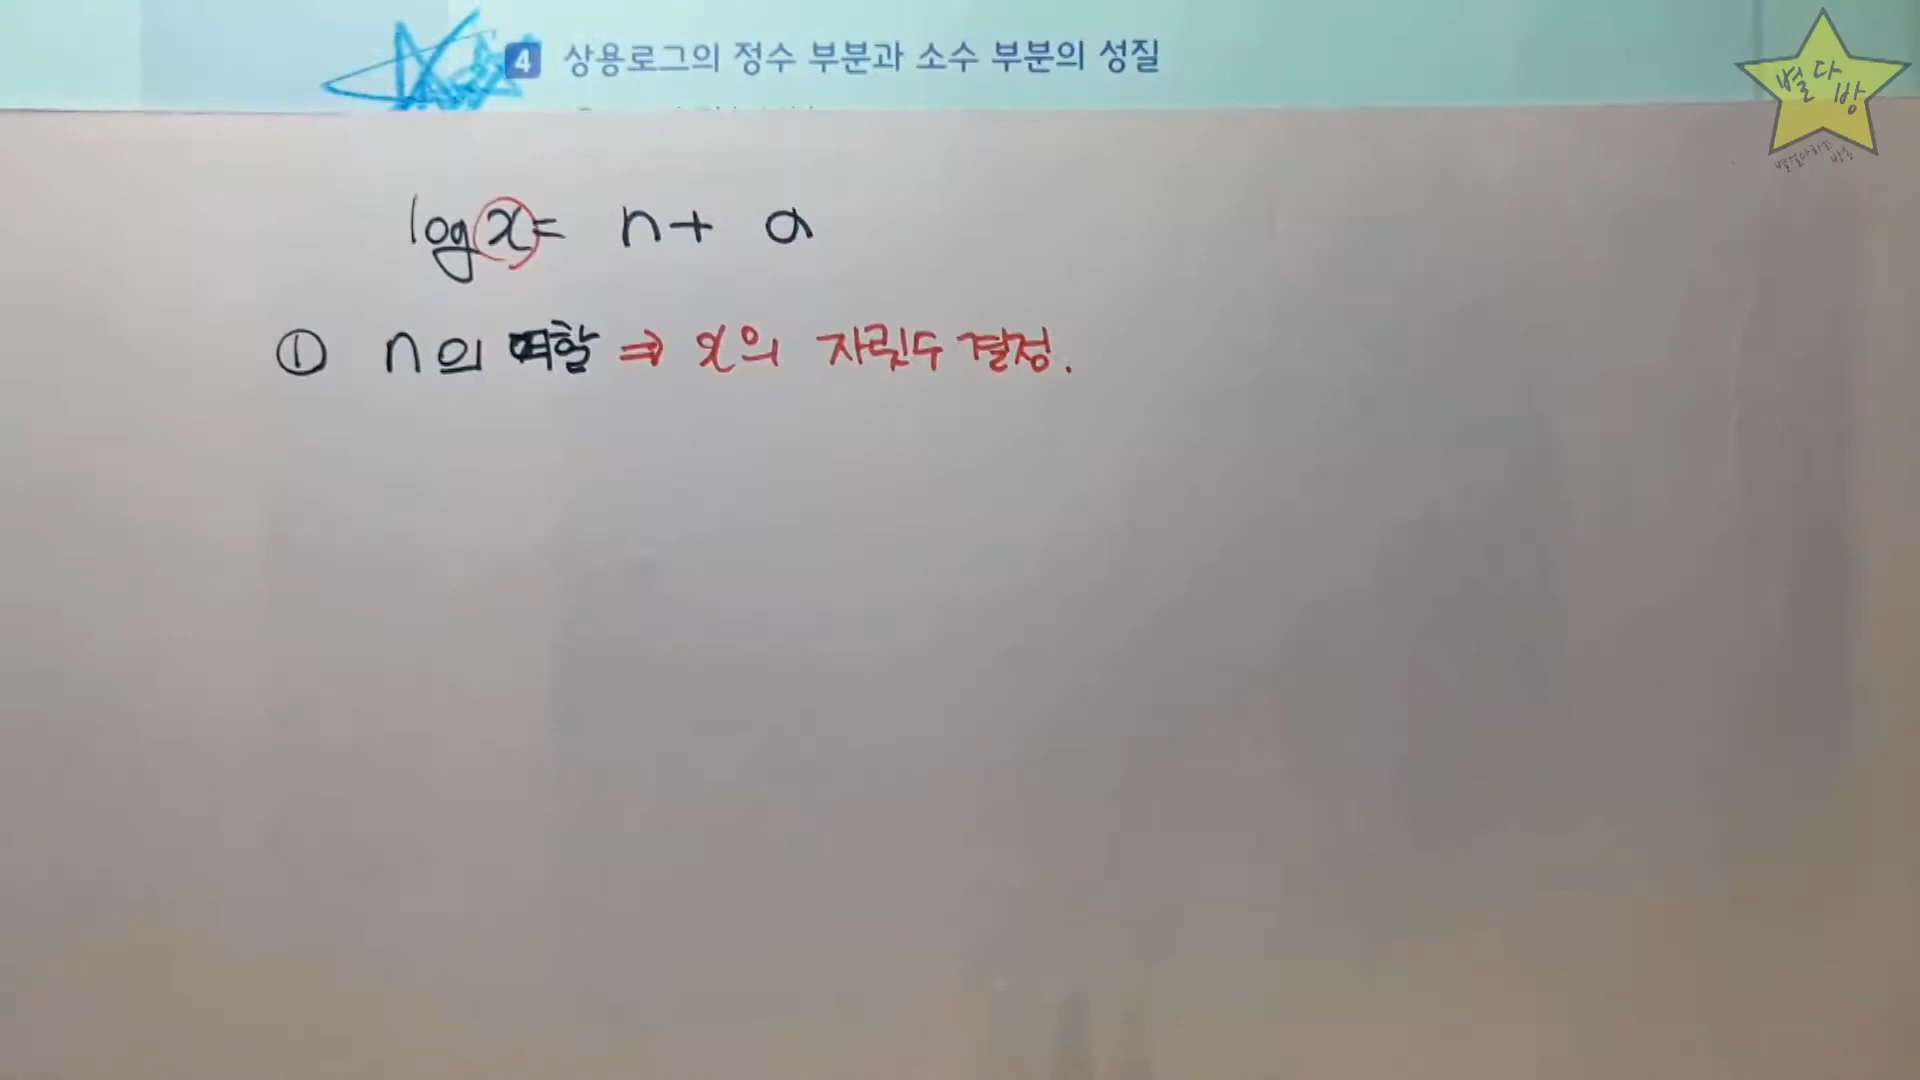 4 상용로그의 정수 부분과 소수 부분의 성질
별다방
log x = n + a
① n의 역할 ⇒ x의 자릿수 결정.